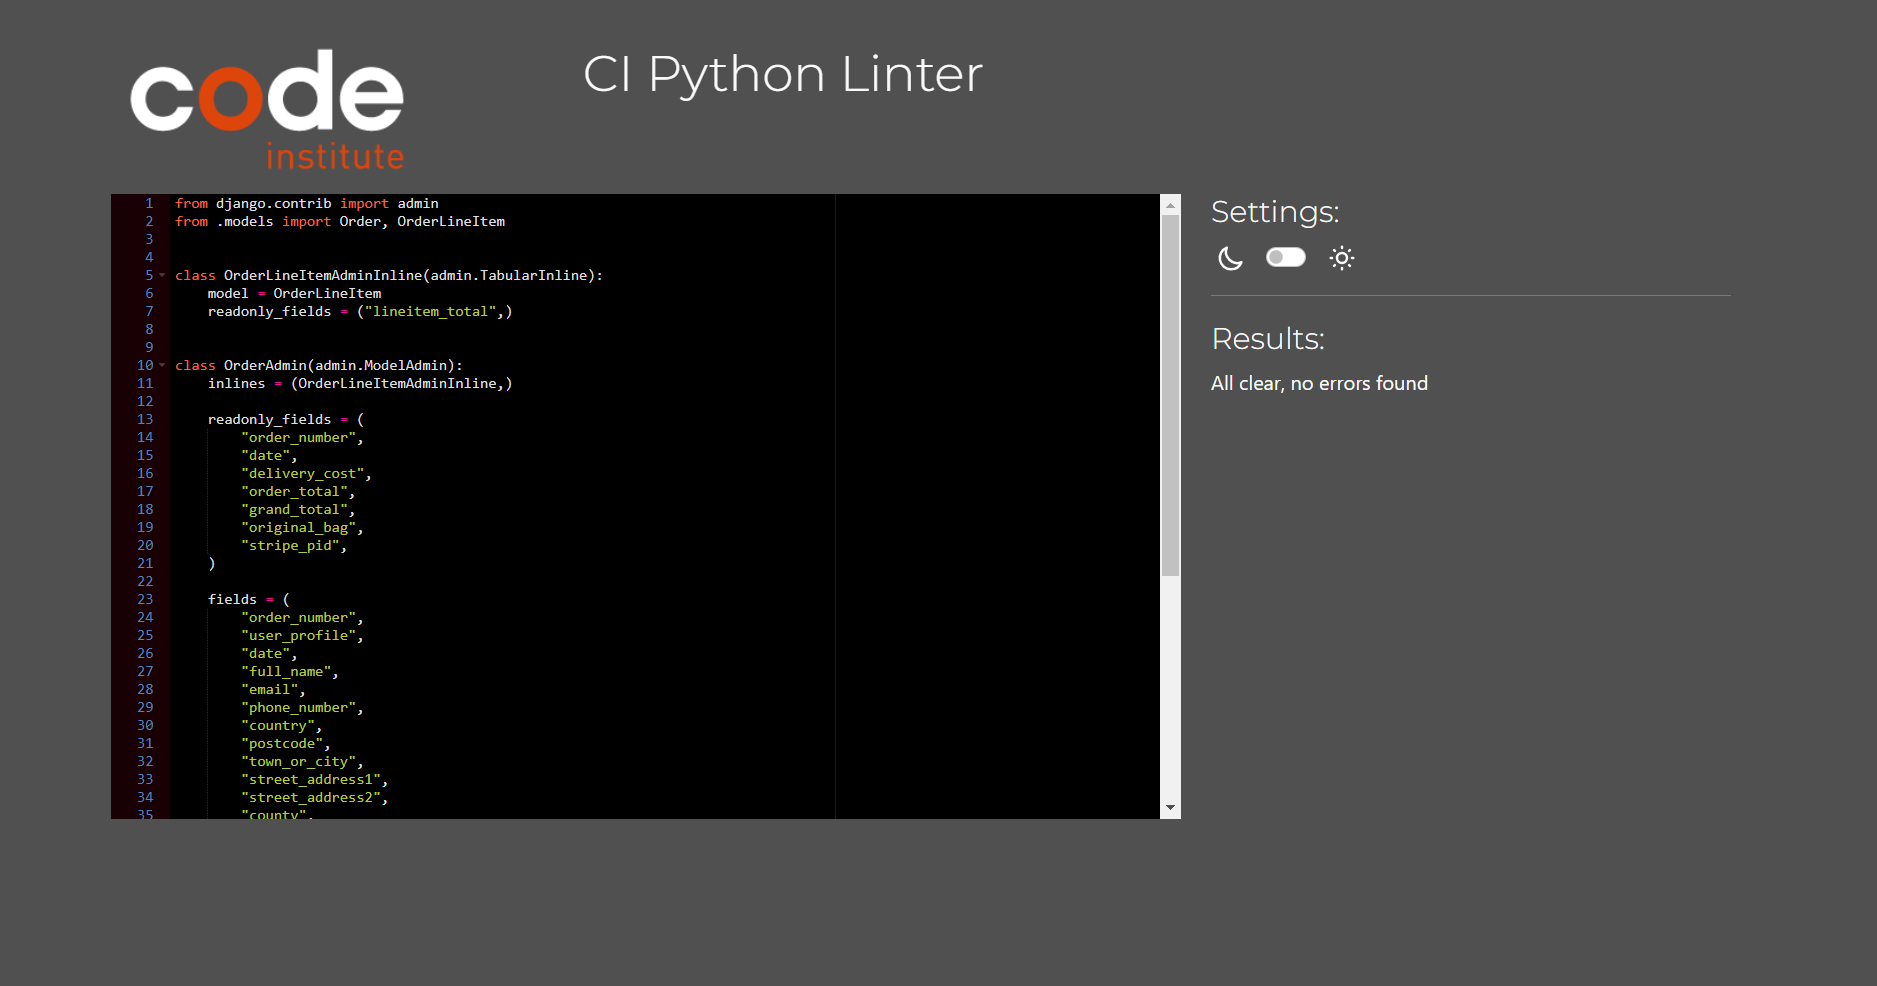 code
institute
CI Python Linter
1 from django.contrib import admin
2 from .models import Order, OrderLineItem
3
4
5 class OrderLineItemAdminInline(admin.TabularInline):
6     model = OrderLineItem
7     readonly_fields = ("lineitem_total",)
8
9
10 class OrderAdmin(admin.ModelAdmin):
11     inlines = (OrderLineItemAdminInline,)
12
13     readonly_fields = (
14         "order_number",
15         "date",
16         "delivery_cost",
17         "order_total",
18         "grand_total",
19         "original_bag",
20         "stripe_pid",
21     )
22
23     fields = (
24         "order_number",
25         "user_profile",
26         "date",
27         "full_name",
28         "email",
29         "phone_number",
30         "country",
31         "postcode",
32         "town_or_city",
33         "street_address1",
34         "street_address2",
35         "county",
Settings:
Results:
All clear, no errors found